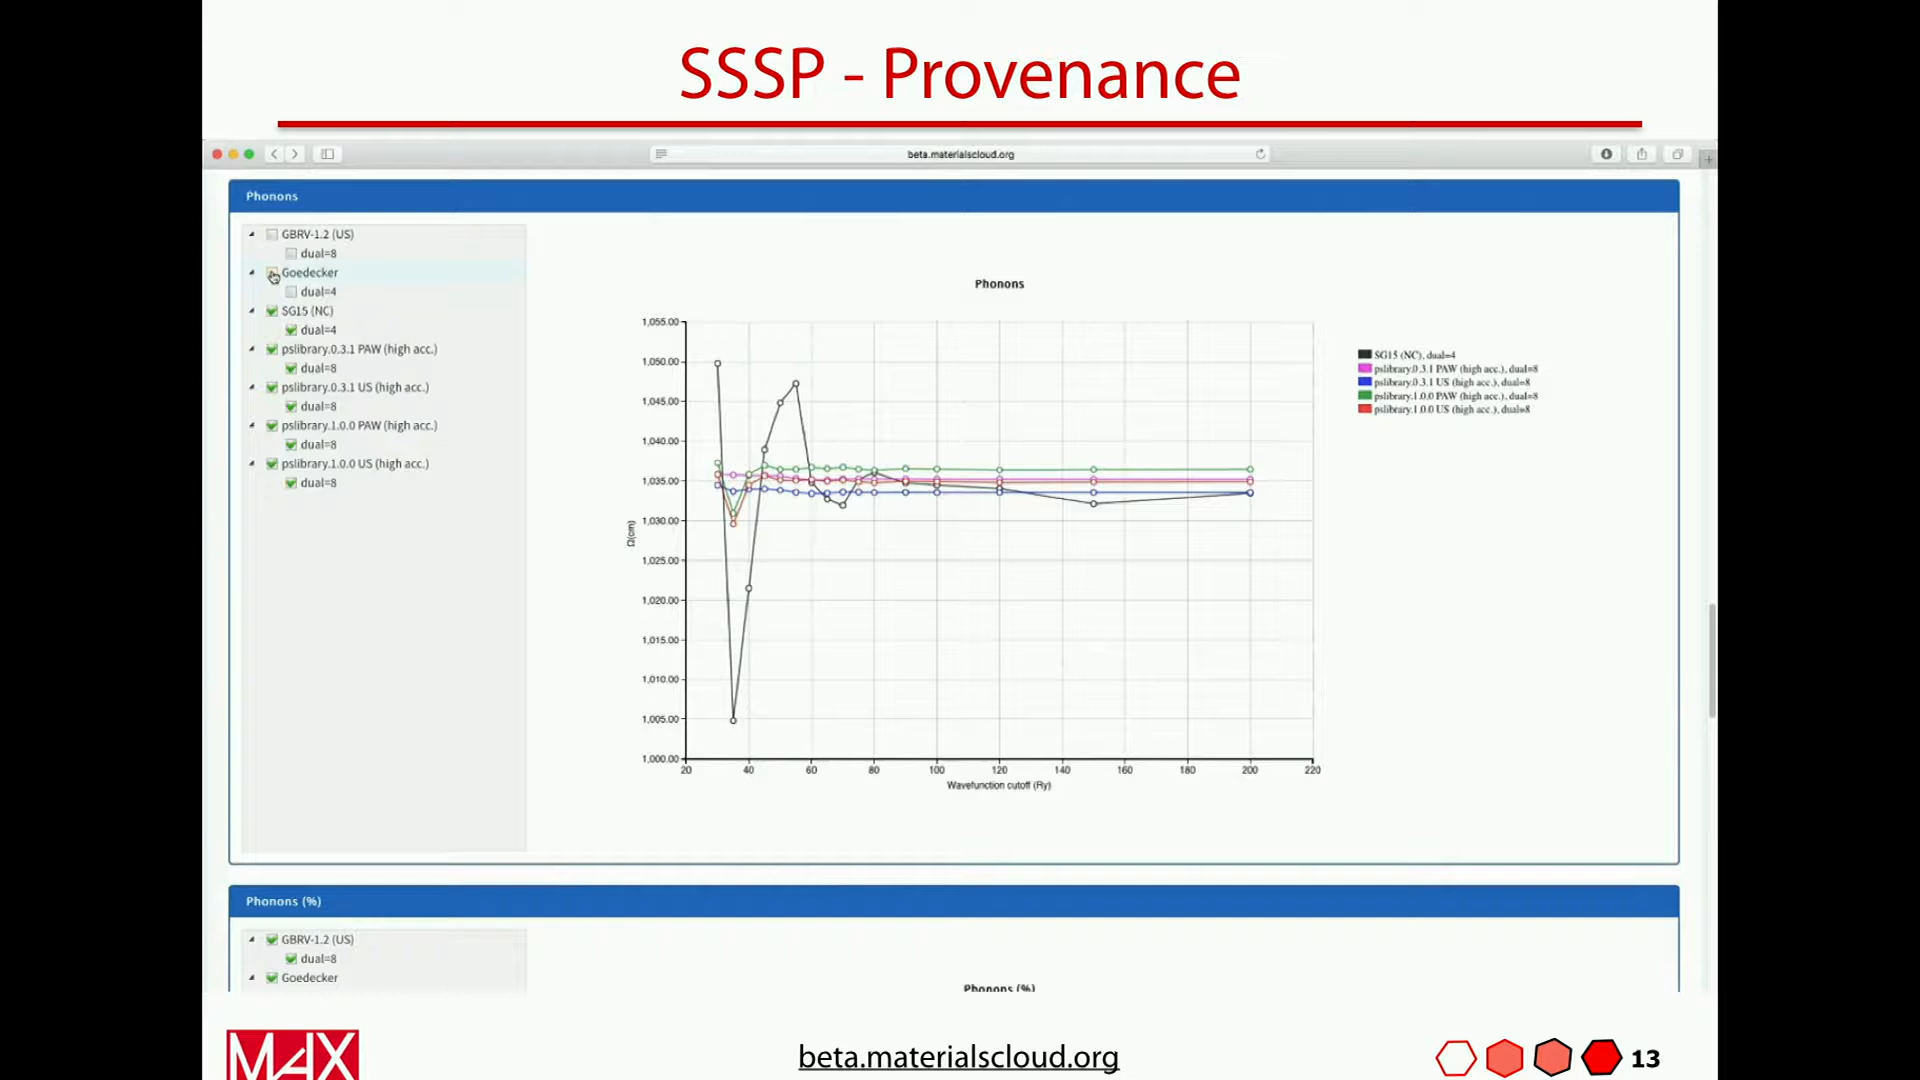 SSSP - Provenance
beta.materialscloud.org
Phonons
GBRV-1.2 (US)
dual=8
Goedecker
dual=4
SG15 (NC)
dual=4
pslibrary.0.3.1 PAW (high acc.)
dual=8
pslibrary.0.3.1 US (high acc.)
dual=8
pslibrary.1.0.0 PAW (high acc.)
dual=8
pslibrary.1.0.0 US (high acc.)
dual=8
Phonons
1,055.00
1,050.00
1,045.00
1,040.00
1,035.00
1,030.00
1,025.00
1,020.00
1,015.00
1,010.00
1,005.00
1,000.00
Ω(cm)
20 40 60 80 100 120 140 160 180 200 220
Wavefunction cutoff (Ry)
SG15 (NC), dual=4
pslibrary.0.3.1 PAW (high acc.), dual=8
pslibrary.0.3.1 US (high acc.), dual=8
pslibrary.1.0.0 PAW (high acc.), dual=8
pslibrary.1.0.0 US (high acc.), dual=8
Phonons (%)
GBRV-1.2 (US)
dual=8
Goedecker
Phonons (%)
MAX
beta.materialscloud.org
13